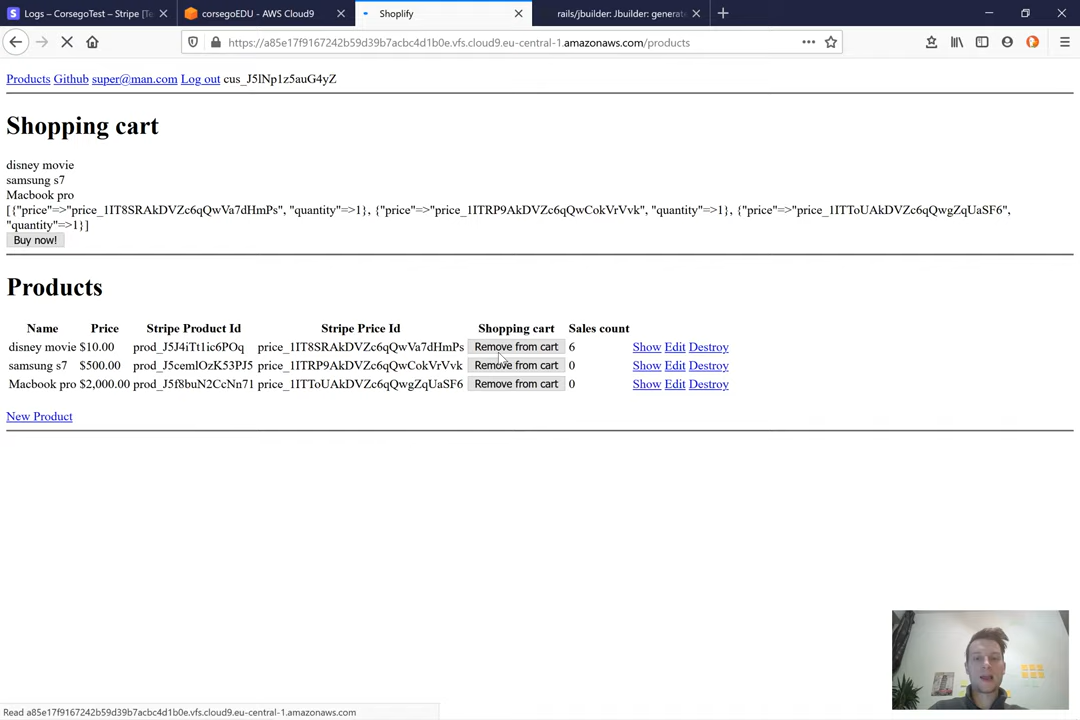 Logs – CorsegoTest – Stripe [Te
corsegoEDU - AWS Cloud9
Shoplify
rails/jbuilder: Jbuilder: generate
https://a85e17f9167242b59d39b7acbc4d1b0e.vfs.cloud9.eu-central-1.amazonaws.com/products
Products Github super@man.com Log out cus_J5lNp1z5auG4yZ
Shopping cart
disney movie
samsung s7
Macbook pro
[{"price"=>"price_1IT8SRAkDVZc6qQwVa7dHmPs", "quantity"=>1}, {"price"=>"price_1ITRP9AkDVZc6qQwCokVrVvk", "quantity"=>1}, {"price"=>"price_1ITToUAkDVZc6qQwgZqUaSF6",
"quantity"=>1}]
Buy now!
Products
Name Price Stripe Product Id Stripe Price Id Shopping cart Sales count
disney movie $10.00 prod_J5J4iTt1ic6POq price_1IT8SRAkDVZc6qQwVa7dHmPs Remove from cart 6 Show Edit Destroy
samsung s7 $500.00 prod_J5cemlOzK53PJ5 price_1ITRP9AkDVZc6qQwCokVrVvk Remove from cart 0 Show Edit Destroy
Macbook pro $2,000.00 prod_J5f8buN2CcNn71 price_1ITToUAkDVZc6qQwgZqUaSF6 Remove from cart 0 Show Edit Destroy
New Product
Read a85e17f9167242b59d39b7acbc4d1b0e.vfs.cloud9.eu-central-1.amazonaws.com